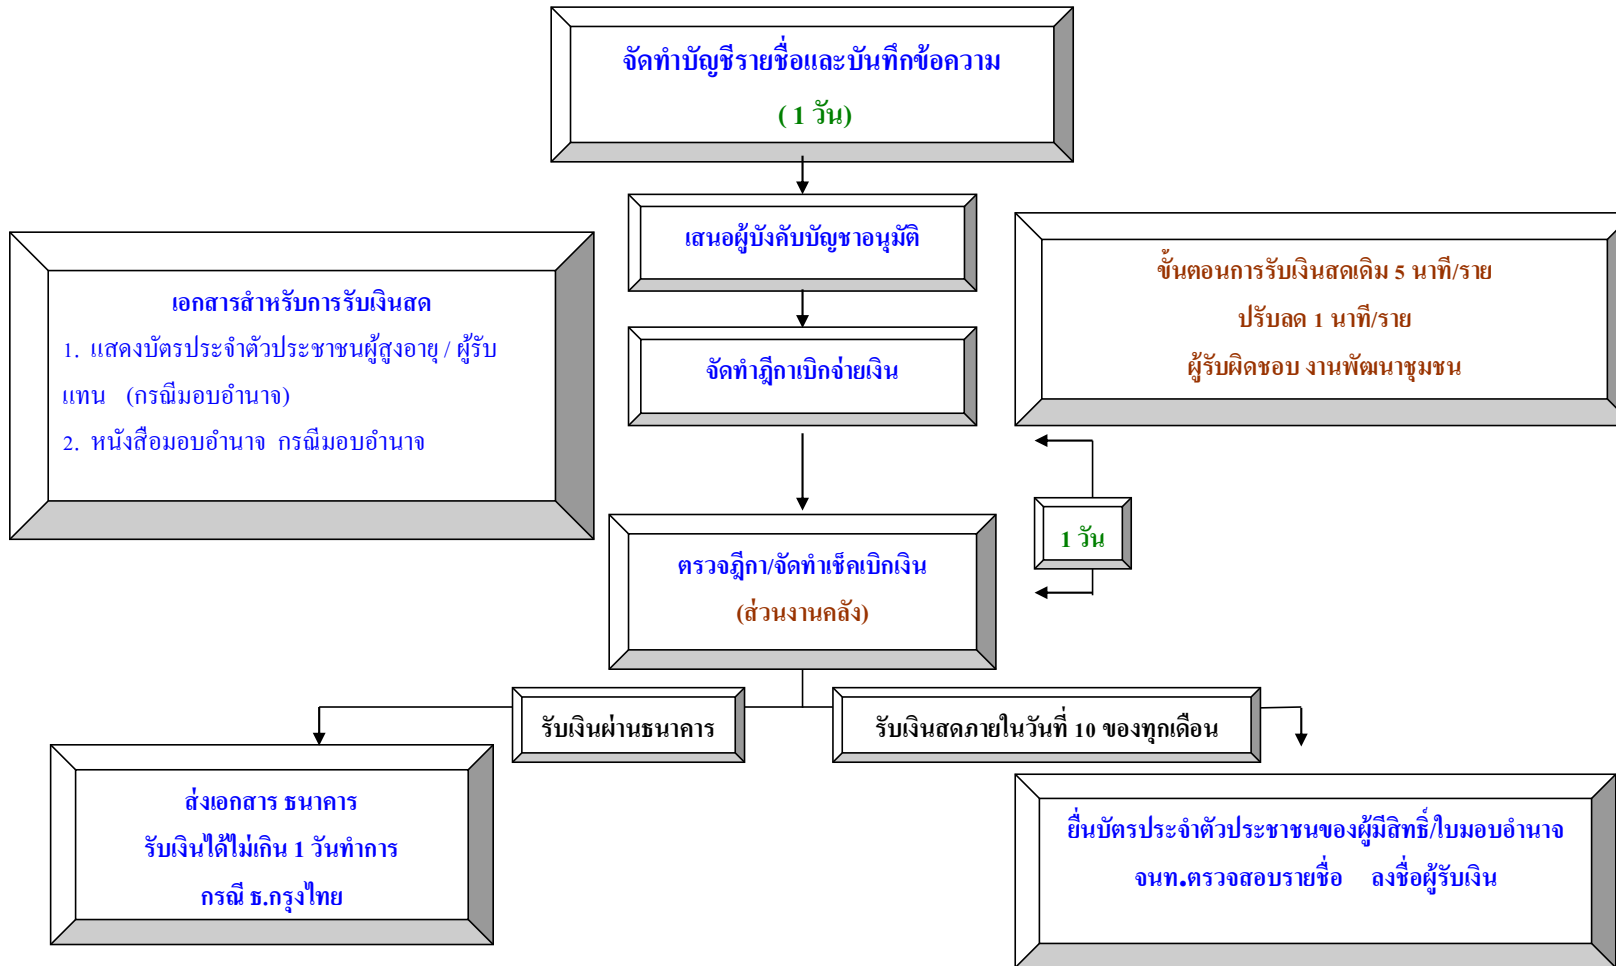 จัดทำบัญชีรายชื่อและบันทึกข้อความ
( 1 วัน)
เสนอผู้บังคับบัญชาอนุมัติ
เอกสารสำหรับการรับเงินสด
1. แสดงบัตรประจำตัวประชาชนผู้สูงอายุ / ผู้รับ
แทน (กรณีมอบอำนาจ)
2. หนังสือมอบอำนาจ กรณีมอบอำนาจ
ขั้นตอนการรับเงินสดเดิม 5 นาที/ราย
ปรับลด 1 นาที/ราย
ผู้รับผิดชอบ งานพัฒนาชุมชน
จัดทำฎีกาเบิกจ่ายเงิน
1 วัน
ตรวจฎีกา/จัดทำเช็คเบิกเงิน
(ส่วนงานคลัง)
รับเงินผ่านธนาคาร
รับเงินสดภายในวันที่ 10 ของทุกเดือน
ส่งเอกสาร ธนาคาร
รับเงินได้ไม่เกิน 1 วันทำการ
กรณี ธ.กรุงไทย
ยื่นบัตรประจำตัวประชาชนของผู้มีสิทธิ์/ใบมอบอำนาจ
จนท.ตรวจสอบรายชื่อ ลงชื่อผู้รับเงิน